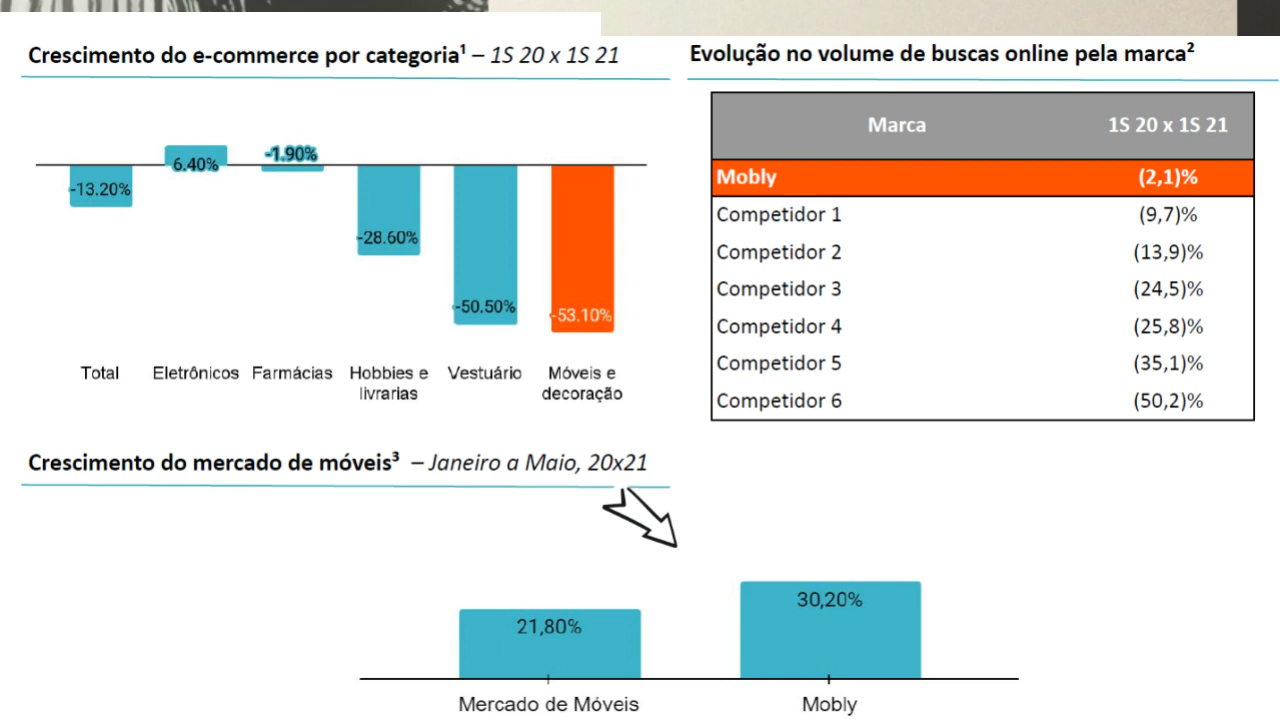 Crescimento do e-commerce por categoria¹ – 1S 20 x 1S 21
-13.20%
6.40%
-1.90%
-28.60%
-50.50%
-53.10%
Total
Eletrônicos
Farmácias
Hobbies e
livrarias
Vestuário
Móveis e
decoração
Evolução no volume de buscas online pela marca²
Marca 1S 20 x 1S 21
Mobly (2,1)%
Competidor 1 (9,7)%
Competidor 2 (13,9)%
Competidor 3 (24,5)%
Competidor 4 (25,8)%
Competidor 5 (35,1)%
Competidor 6 (50,2)%
Crescimento do mercado de móveis³ – Janeiro a Maio, 20x21
21,80%
30,20%
Mercado de Móveis
Mobly